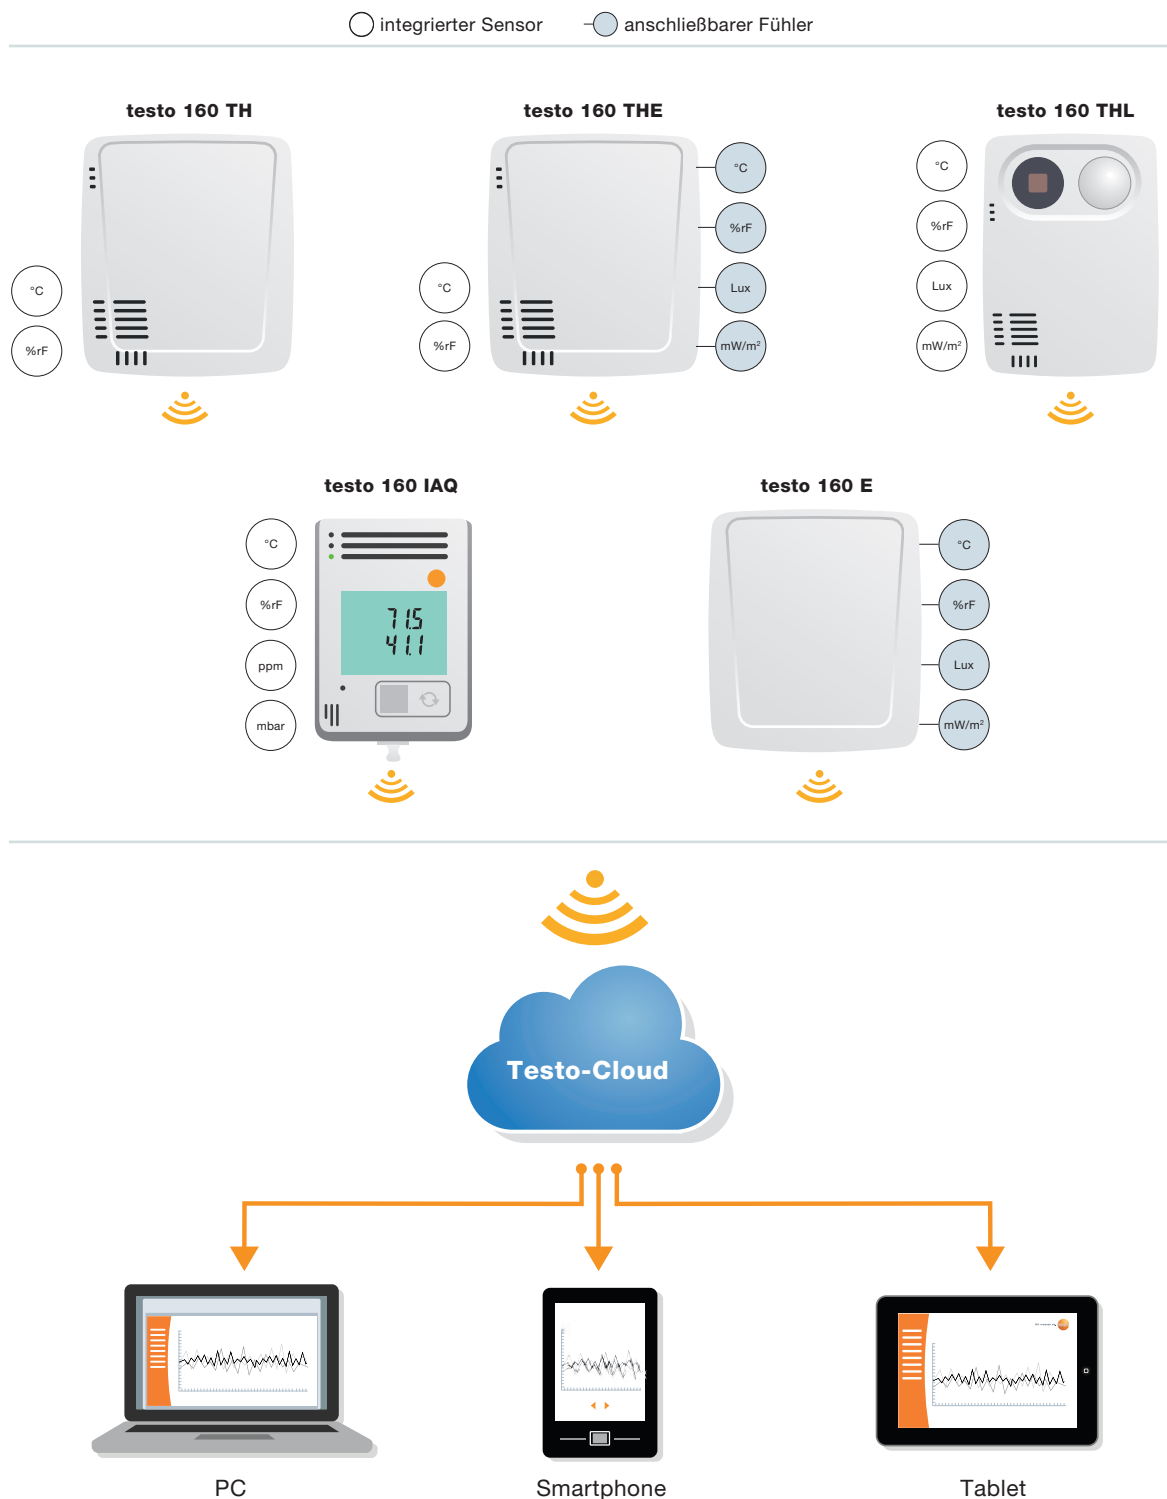 integrierter Sensor
anschließbarer Fühler
testo 160 TH
°C
%rF
testo 160 THE
°C
%rF
°C
%rF
Lux
mW/m²
testo 160 THL
°C
%rF
Lux
mW/m²
testo 160 IAQ
°C
%rF
ppm
mbar
71.5
41.1
testo 160 E
°C
%rF
Lux
mW/m²
Testo-Cloud
PC
Smartphone
Tablet